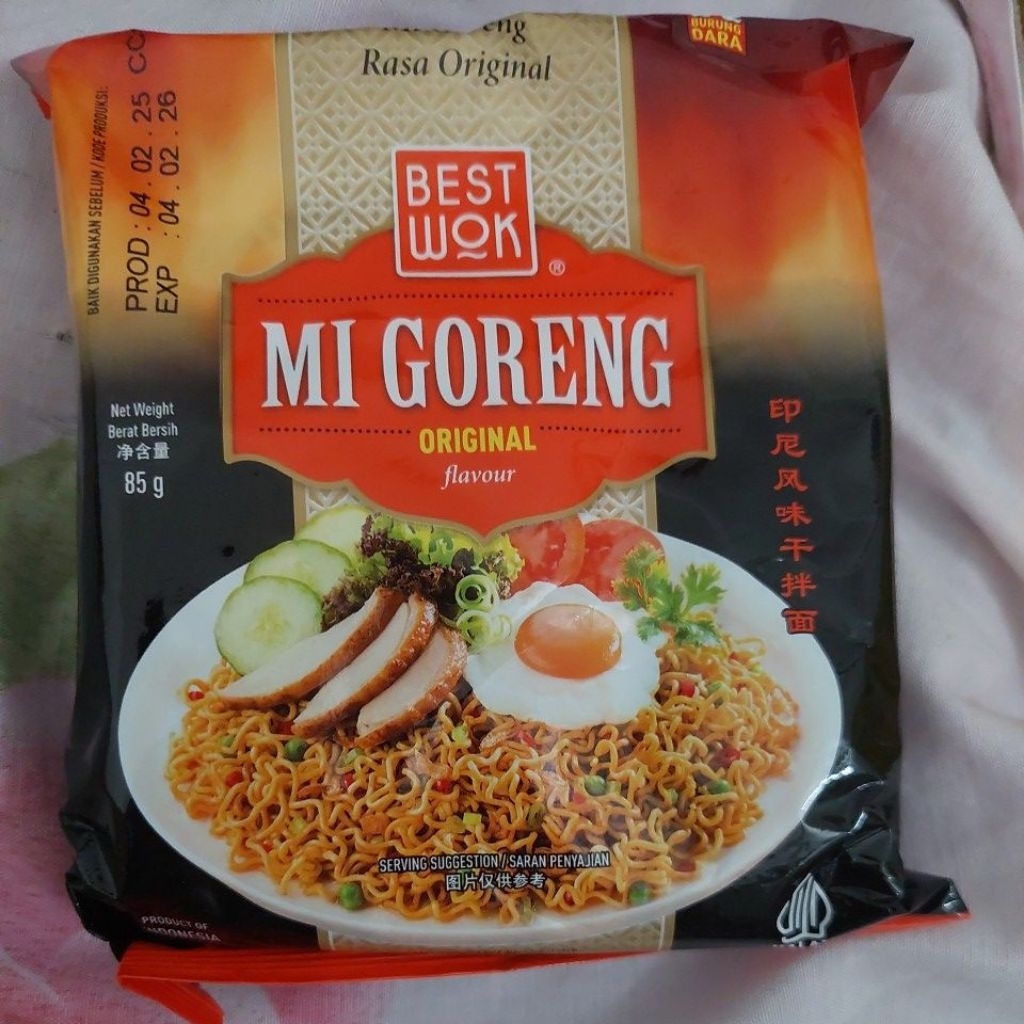 Rasa Original
BURUNG
DARA
BAIK DIGUNAKAN SEBELUM / KODE PRODUKSI:
PROD : 04 . 02 . 25
EXP : 04 . 02 . 26
BEST
WOK
®
MI GORENG
ORIGINAL
flavour
Net Weight
Berat Bersih
净含量
85 g
印尼风味干拌面
SERVING SUGGESTION / SARAN PENYAJIAN
图片仅供参考
PRODUCT OF
INDONESIA